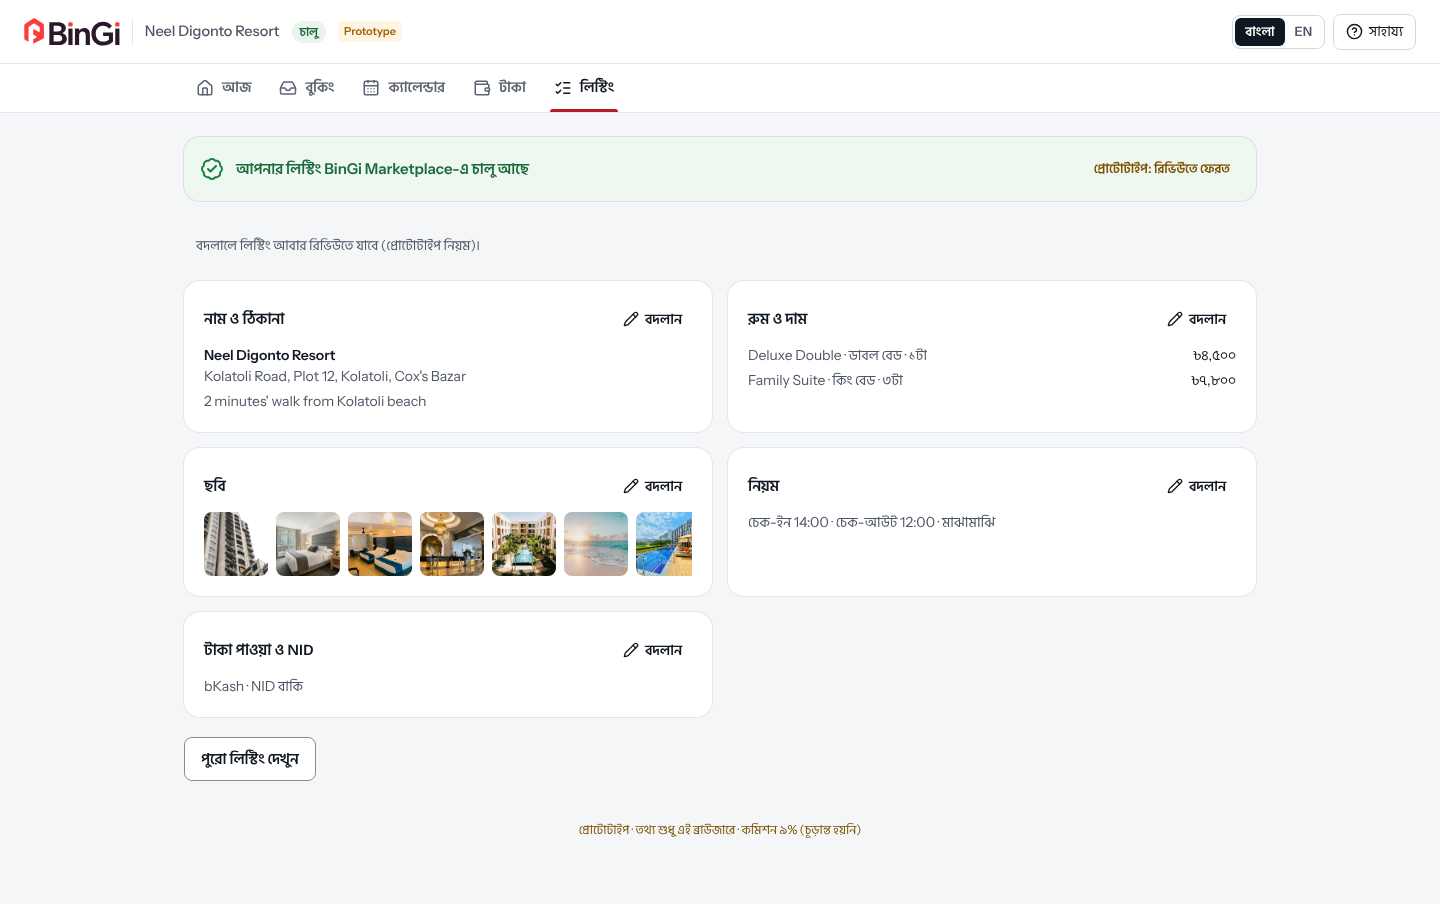 BinGi
Neel Digonto Resort
চালু
Prototype
বাংলা
EN
সাহায্য
আজ
বুকিং
ক্যালেন্ডার
টাকা
লিস্টিং
আপনার লিস্টিং BinGi Marketplace-এ চালু আছে
প্রোটোটাইপ: রিভিউতে ফেরত
বদলালে লিস্টিং আবার রিভিউতে যাবে (প্রোটোটাইপ নিয়ম)।
নাম ও ঠিকানা
বদলান
Neel Digonto Resort
Kolatoli Road, Plot 12, Kolatoli, Cox's Bazar
2 minutes' walk from Kolatoli beach
রুম ও দাম
বদলান
Deluxe Double · ডাবল বেড · ১টা
৳৪,৫০০
Family Suite · কিং বেড · ৩টা
৳৭,৮০০
ছবি
বদলান
নিয়ম
বদলান
চেক-ইন 14:00 · চেক-আউট 12:00 · মাঝামাঝি
টাকা পাওয়া ও NID
বদলান
bKash · NID বাকি
পুরো লিস্টিং দেখুন
প্রোটোটাইপ · তথ্য শুধু এই ব্রাউজারে · কমিশন ৯% (চূড়ান্ত হয়নি)